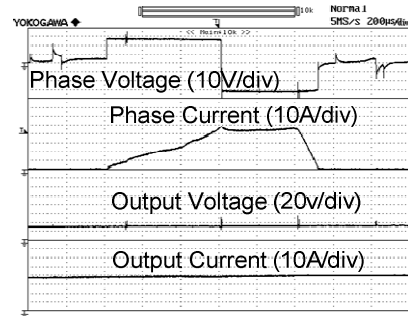 10k Normal
YOKOGAWA ◆ 5MS/s 200μs/div
<< Main:10k >>
Phase Voltage (10V/div)
Phase Current (10A/div)
Output Voltage (20v/div)
Output Current (10A/div)